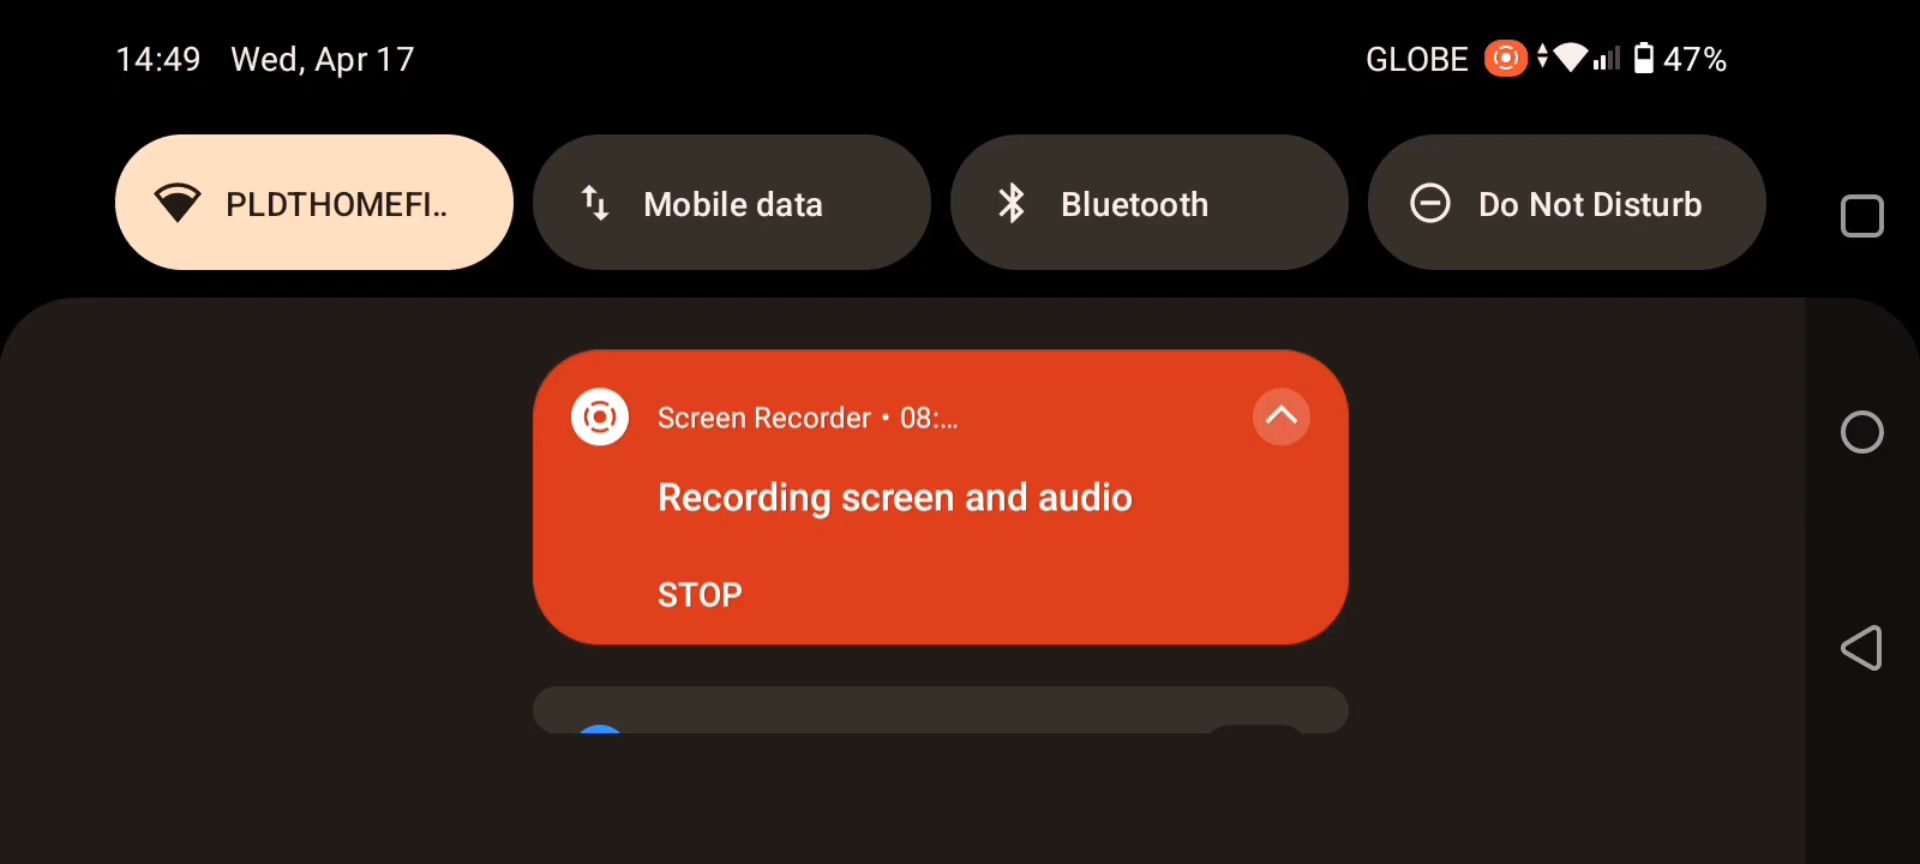 14:49 Wed, Apr 17
GLOBE 47%
PLDTHOMEFI..
Mobile data
Bluetooth
Do Not Disturb
Screen Recorder • 08:...
Recording screen and audio
STOP